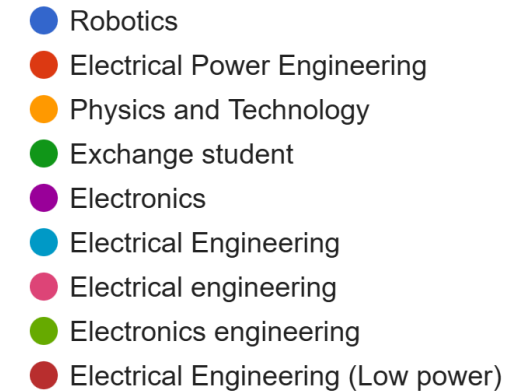 Robotics
Electrical Power Engineering
Physics and Technology
Exchange student
Electronics
Electrical Engineering
Electrical engineering
Electronics engineering
Electrical Engineering (Low power)